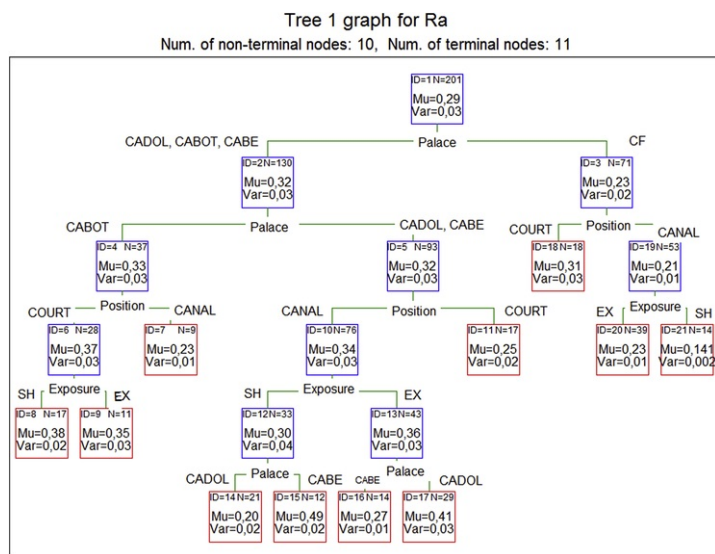 Tree 1 graph for Ra
Num. of non-terminal nodes: 10, Num. of terminal nodes: 11
ID=1 N=201
Mu=0,29
Var=0,03
CADOL, CABOT, CABE
Palace
CF
ID=2 N=130
Mu=0,32
Var=0,03
ID=3 N=71
Mu=0,23
Var=0,02
CABOT
Palace
CADOL, CABE
COURT
Position
CANAL
ID=4 N=37
Mu=0,33
Var=0,03
ID=5 N=93
Mu=0,32
Var=0,03
ID=18 N=18
Mu=0,31
Var=0,03
ID=19 N=53
Mu=0,21
Var=0,01
COURT
Position
CANAL
CANAL
Position
COURT
EX
Exposure
SH
ID=6 N=28
Mu=0,37
Var=0,03
ID=7 N=9
Mu=0,23
Var=0,01
ID=10 N=76
Mu=0,34
Var=0,03
ID=11 N=17
Mu=0,25
Var=0,02
ID=20 N=39
Mu=0,23
Var=0,01
ID=21 N=14
Mu=0,141
Var=0,002
SH
Exposure
EX
SH
Exposure
EX
ID=8 N=17
Mu=0,38
Var=0,02
ID=9 N=11
Mu=0,35
Var=0,03
ID=12 N=33
Mu=0,30
Var=0,04
ID=13 N=43
Mu=0,36
Var=0,03
CADOL
Palace
CABE
CABE
Palace
CADOL
ID=14 N=21
Mu=0,20
Var=0,02
ID=15 N=12
Mu=0,49
Var=0,02
ID=16 N=14
Mu=0,27
Var=0,01
ID=17 N=29
Mu=0,41
Var=0,03